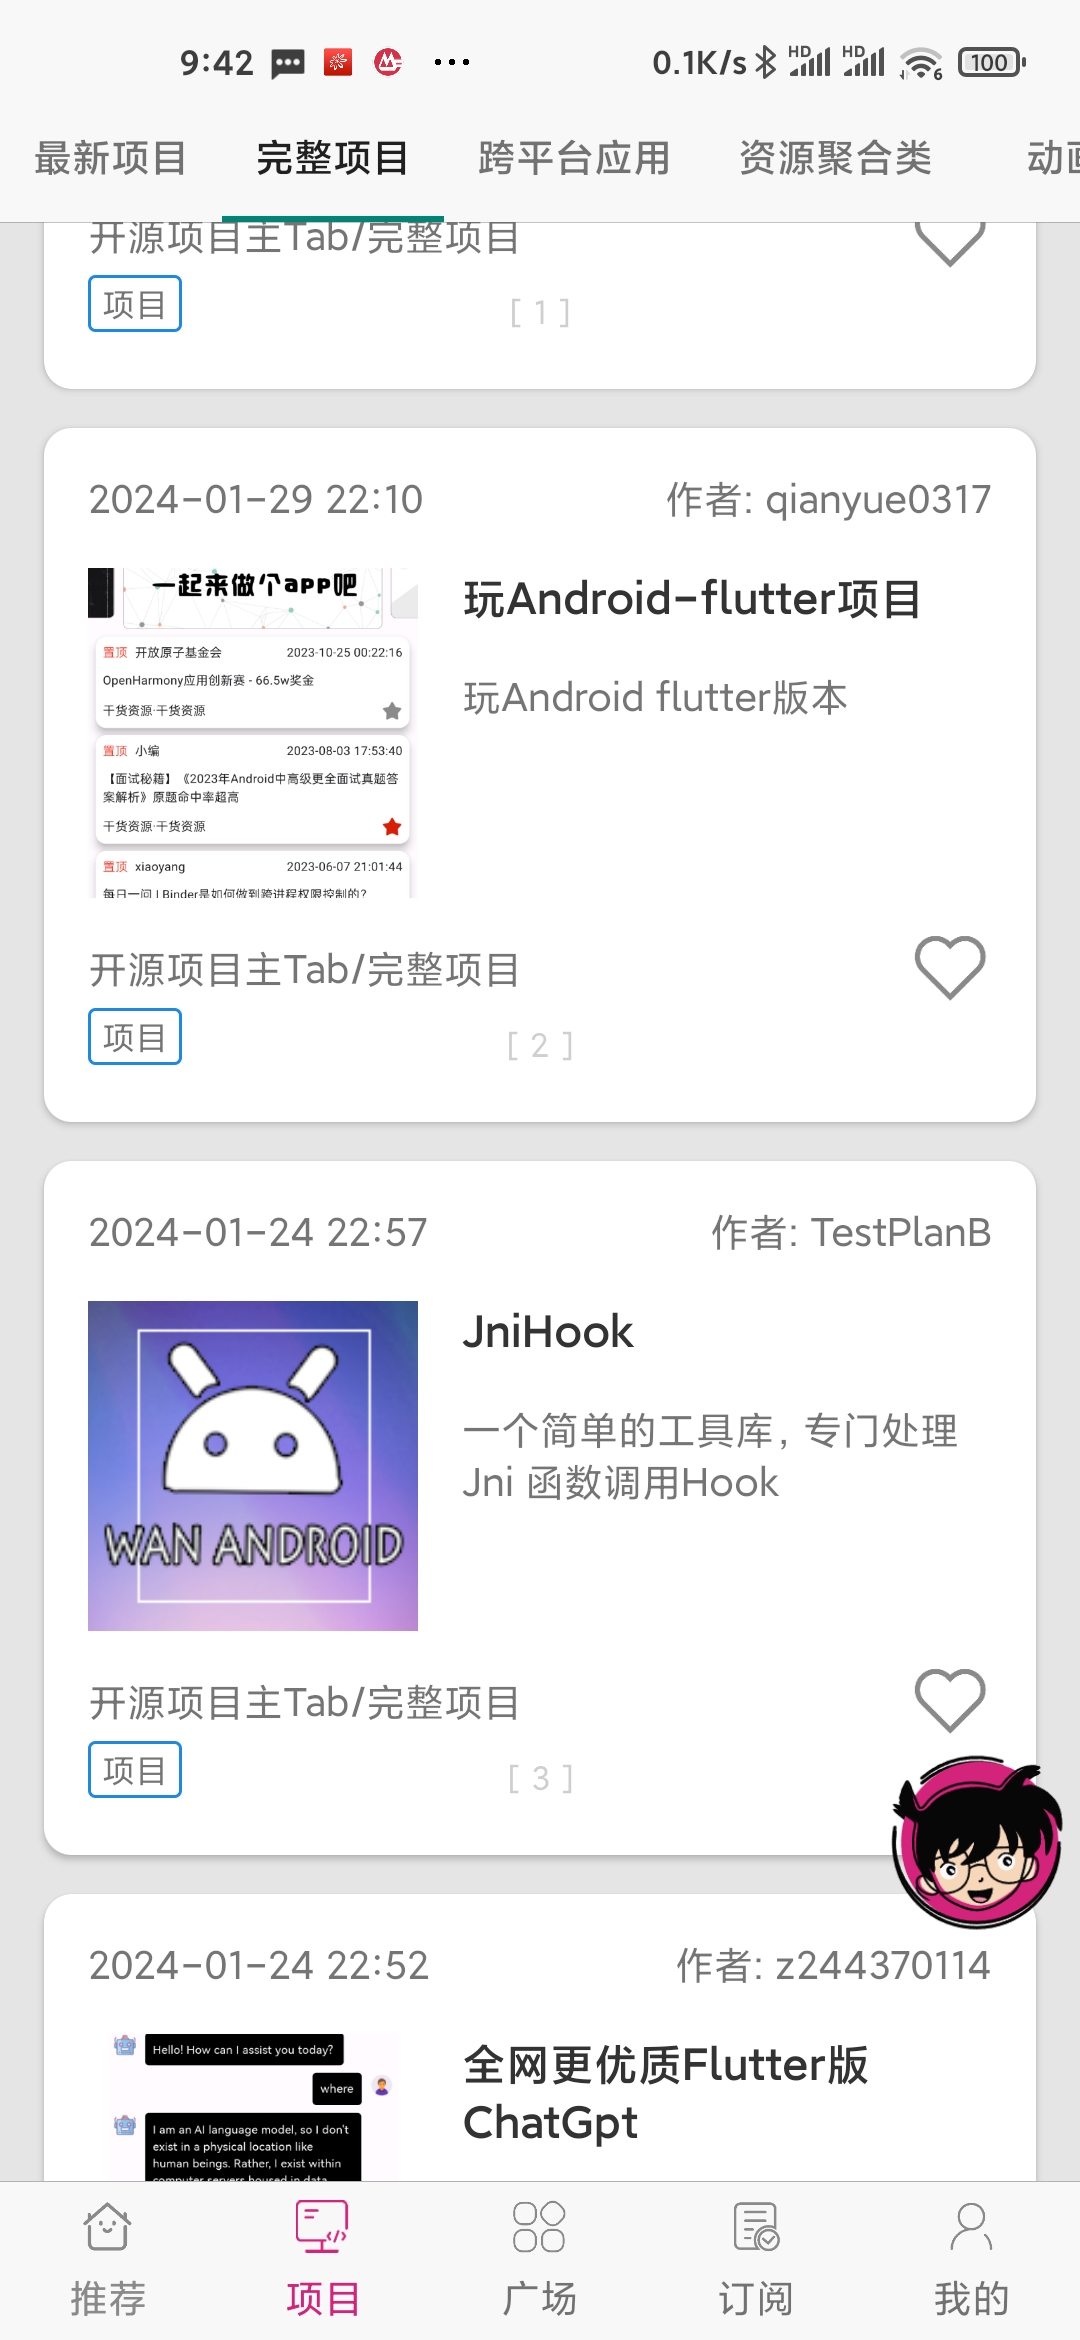 9:42
0.1K/s
HD
HD
6
100
最新项目
完整项目
跨平台应用
资源聚合类
动画
开源项目主Tab/完整项目
项目
[ 1 ]
2024-01-29 22:10
作者: qianyue0317
一起来做个app吧
置顶 开放原子基金会 2023-10-25 00:22:16
OpenHarmony应用创新赛 - 66.5w奖金
干货资源·干货资源
置顶 小编 2023-08-03 17:53:40
【面试秘籍】《2023年Android中高级更全面试真题答
案解析》原题命中率超高
干货资源·干货资源
置顶 xiaoyang 2023-06-07 21:01:44
每日一问 | Binder是如何做到跨进程权限控制的?
玩Android-flutter项目
玩Android flutter版本
开源项目主Tab/完整项目
项目
[ 2 ]
2024-01-24 22:57
作者: TestPlanB
WAN ANDROID
JniHook
一个简单的工具库, 专门处理
Jni 函数调用Hook
开源项目主Tab/完整项目
项目
[ 3 ]
2024-01-24 22:52
作者: z244370114
Hello! How can I assist you today?
where
I am an AI language model, so I don't
exist in a physical location like
human beings. Rather, I exist within
computer servers housed in data
全网更优质Flutter版
ChatGpt
推荐
项目
广场
订阅
我的